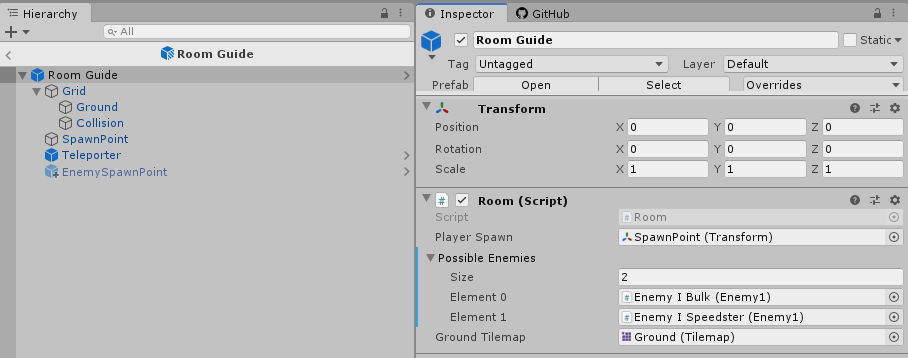 Hierarchy
All
Room Guide
Room Guide
Grid
Ground
Collision
SpawnPoint
Teleporter
EnemySpawnPoint
Inspector GitHub
Room Guide Static
Tag Untagged Layer Default
Prefab Open Select Overrides
Transform
Position X 0 Y 0 Z 0
Rotation X 0 Y 0 Z 0
Scale X 1 Y 1 Z 1
# Room (Script)
Script # Room
Player Spawn SpawnPoint (Transform)
Possible Enemies
Size 2
Element 0 # Enemy I Bulk (Enemy1)
Element 1 # Enemy I Speedster (Enemy1)
Ground Tilemap Ground (Tilemap)